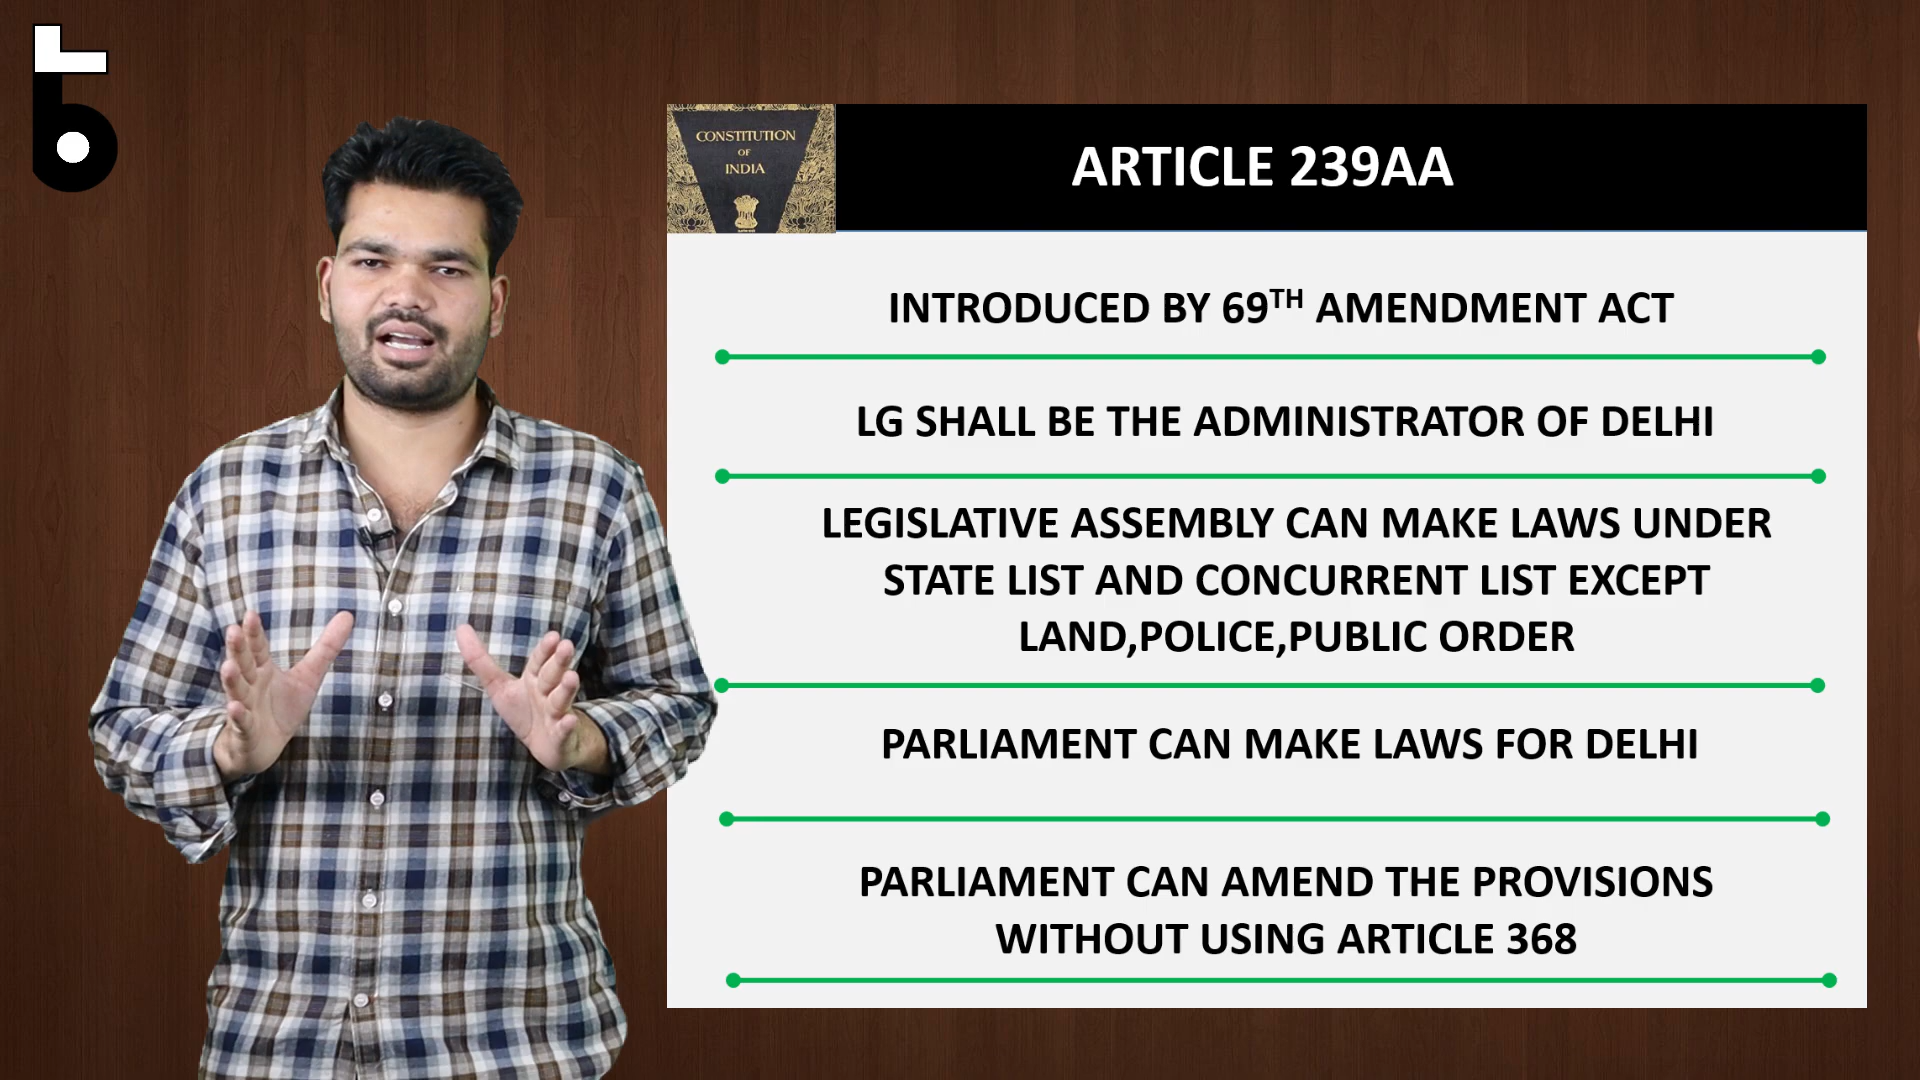 CONSTITUTION
OF
INDIA
ARTICLE 239AA
INTRODUCED BY 69TH AMENDMENT ACT
LG SHALL BE THE ADMINISTRATOR OF DELHI
LEGISLATIVE ASSEMBLY CAN MAKE LAWS UNDER
STATE LIST AND CONCURRENT LIST EXCEPT
LAND,POLICE,PUBLIC ORDER
PARLIAMENT CAN MAKE LAWS FOR DELHI
PARLIAMENT CAN AMEND THE PROVISIONS
WITHOUT USING ARTICLE 368